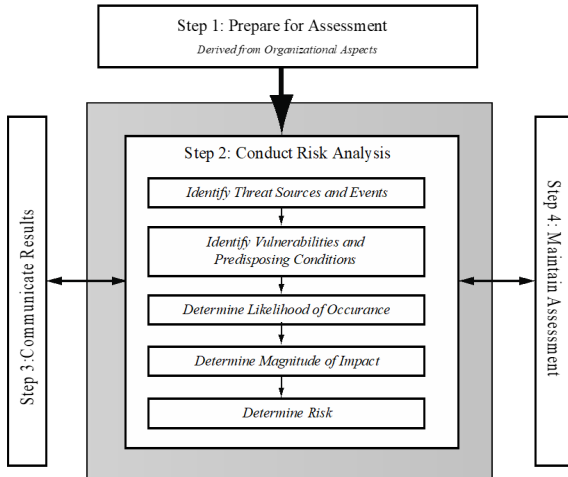 Step 1: Prepare for Assessment
Derived from Organizational Aspects
Step 2: Conduct Risk Analysis
Identify Threat Sources and Events
Identify Vulnerabilities and
Predisposing Conditions
Determine Likelihood of Occurance
Determine Magnitude of Impact
Determine Risk
Step 3:Communicate Results
Step 4: Maintain
Assessment